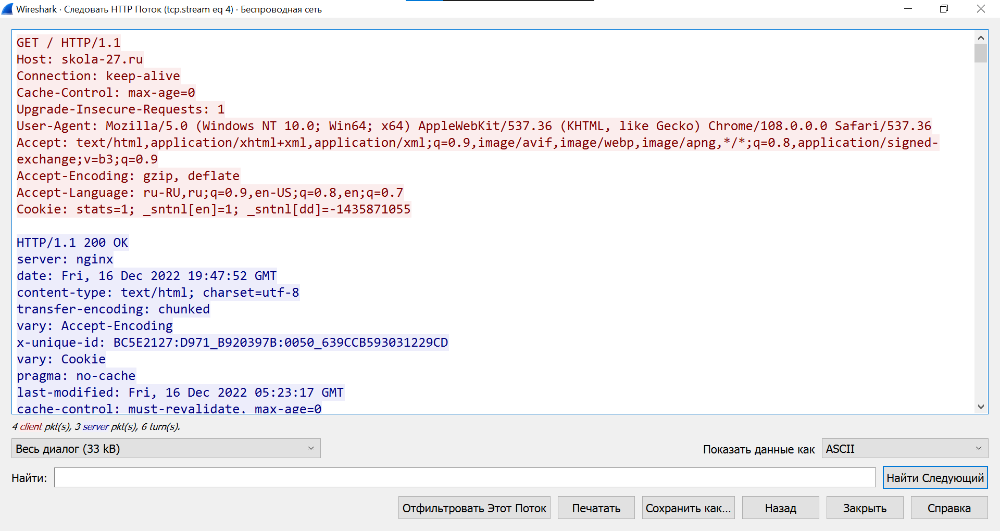 Wireshark · Следовать HTTP Поток (tcp.stream eq 4) · Беспроводная сеть
GET / HTTP/1.1
Host: skola-27.ru
Connection: keep-alive
Cache-Control: max-age=0
Upgrade-Insecure-Requests: 1
User-Agent: Mozilla/5.0 (Windows NT 10.0; Win64; x64) AppleWebKit/537.36 (KHTML, like Gecko) Chrome/108.0.0.0 Safari/537.36
Accept: text/html,application/xhtml+xml,application/xml;q=0.9,image/avif,image/webp,image/apng,*/*;q=0.8,application/signed-
exchange;v=b3;q=0.9
Accept-Encoding: gzip, deflate
Accept-Language: ru-RU,ru;q=0.9,en-US;q=0.8,en;q=0.7
Cookie: stats=1; _sntnl[en]=1; _sntnl[dd]=-1435871055
HTTP/1.1 200 OK
server: nginx
date: Fri, 16 Dec 2022 19:47:52 GMT
content-type: text/html; charset=utf-8
transfer-encoding: chunked
vary: Accept-Encoding
x-unique-id: BC5E2127:D971_B920397B:0050_639CCB593031229CD
vary: Cookie
pragma: no-cache
last-modified: Fri, 16 Dec 2022 05:23:17 GMT
cache-control: must-revalidate, max-age=0
4 client pkt(s), 3 server pkt(s), 6 turn(s).
Весь диалог (33 kB)
Показать данные как ASCII
Найти:
Найти Следующий
Отфильтровать Этот Поток Печатать Сохранить как... Назад Закрыть Справка